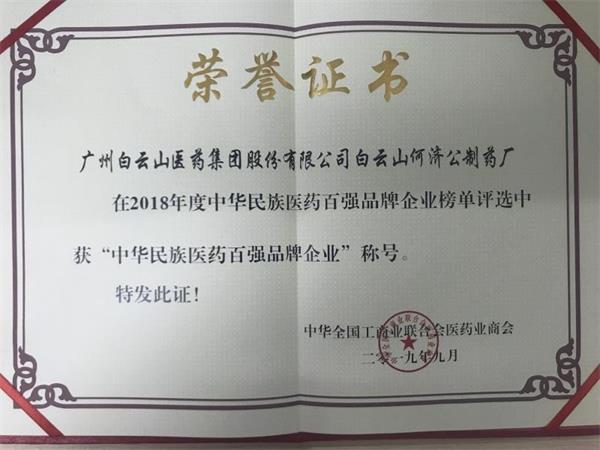 荣誉证书
广州白云山医药集团股份有限公司白云山何济公制药厂
在2018年度中华民族医药百强品牌企业榜单评选中
获“中华民族医药百强品牌企业”称号。
特发此证！
中华全国工商业联合会医药业商会
二零一九年九月